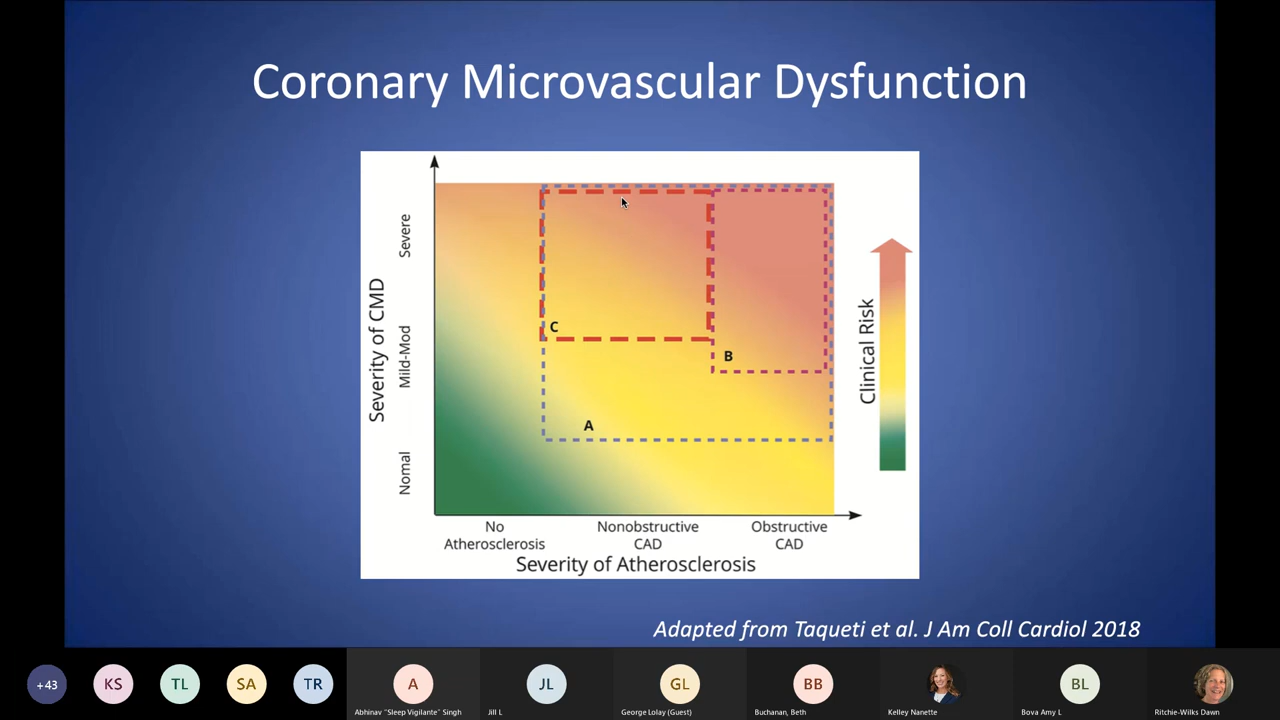 Coronary Microvascular Dysfunction
Severity of CMD
Severe
Mild-Mod
Nomal
C
B
A
Clinical Risk
No
Atherosclerosis
Nonobstructive
CAD
Obstructive
CAD
Severity of Atherosclerosis
Adapted from Taqueti et al. J Am Coll Cardiol 2018
+43
KS
TL
SA
TR
A
JL
GL
BB
BL
Abhinav "Sleep Vigilante" Singh
Jill L
George Lolay (Guest)
Buchanan, Beth
Kelley Nanette
Bova Amy L
Ritchie-Wilks Dawn